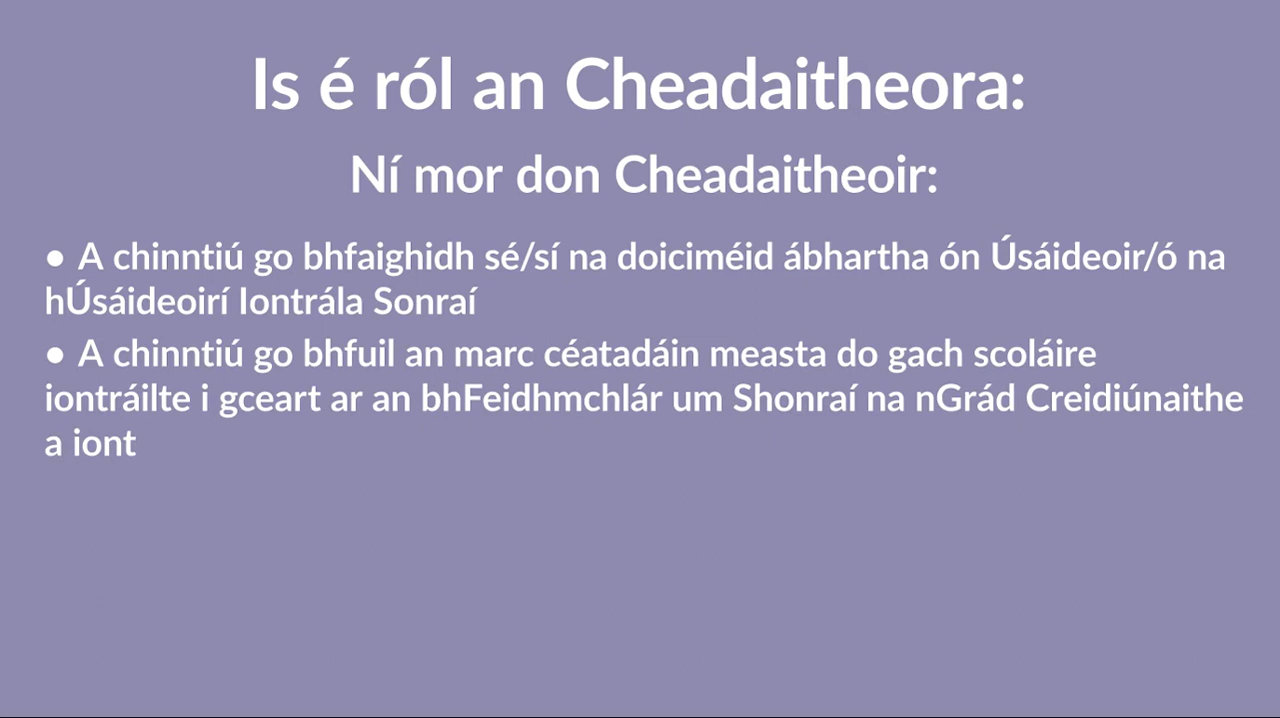 Is é ról an Cheadaitheora:
Ní mor don Cheadaitheoir:
● A chinntiú go bhfaighidh sé/sí na doiciméid ábhartha ón Úsáideoir/ó na
hÚsáideoirí Iontrála Sonraí
● A chinntiú go bhfuil an marc céatadáin measta do gach scoláire
iontráilte i gceart ar an bhFeidhmchlár um Shonraí na nGrád Creidiúnaithe
a iont